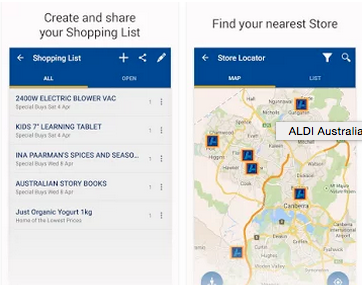 Create and share
your Shopping List
Shopping List
ALL
OPEN
2400W ELECTRIC BLOWER VAC
Special Buys Sat 4 Apr
1
KIDS 7" LEARNING TABLET
Special Buys Sat 4 Apr
1
INA PAARMAN'S SPICES AND SEASO...
Special Buys Wed 8 Apr
1
AUSTRALIAN STORY BOOKS
Special Buys Wed 8 Apr
1
Just Organic Yogurt 1kg
Home of the Lowest Prices
1
Find your nearest Store
Store Locator
MAP
LIST
ALDI Australia
Canberra